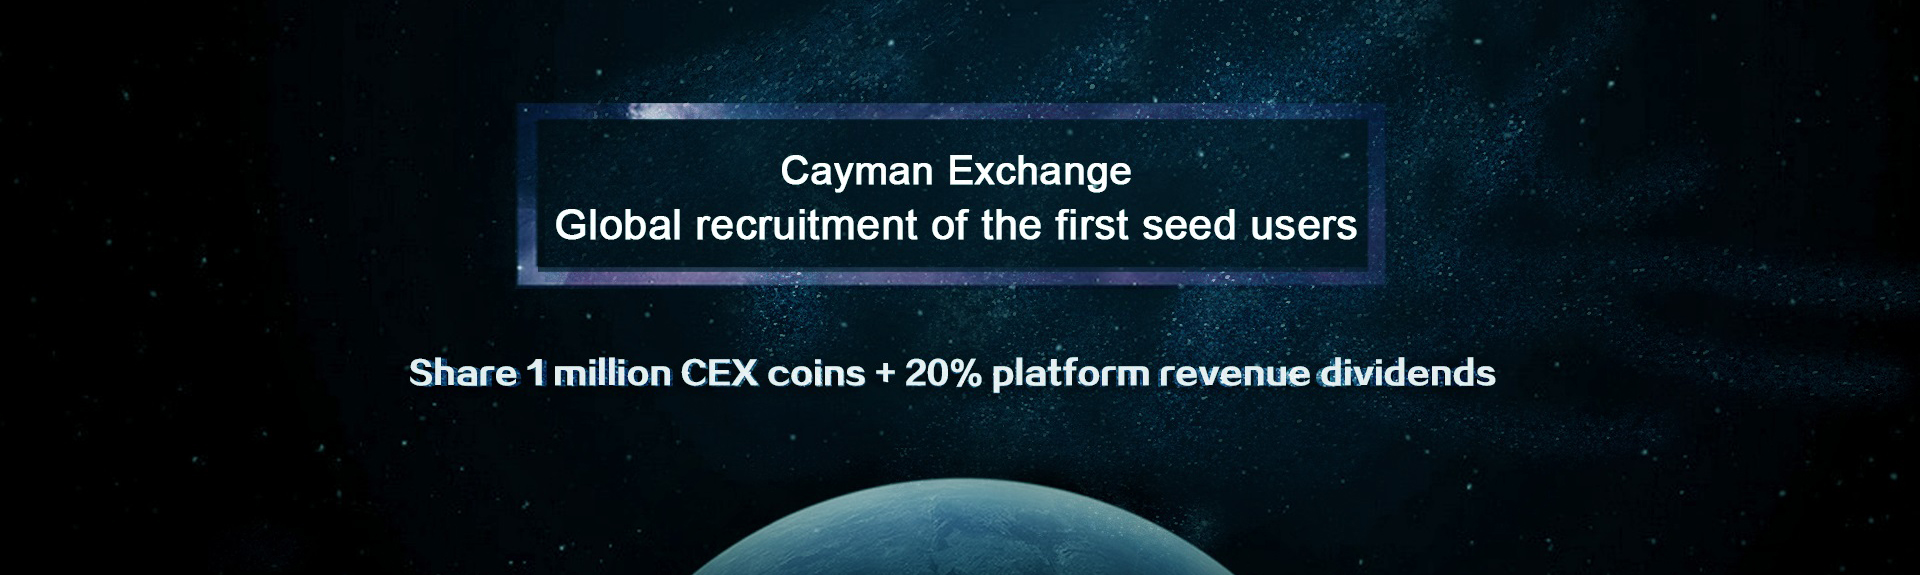 Cayman Exchange
Global recruitment of the first seed users
Share 1 million CEX coins + 20% platform revenue dividends